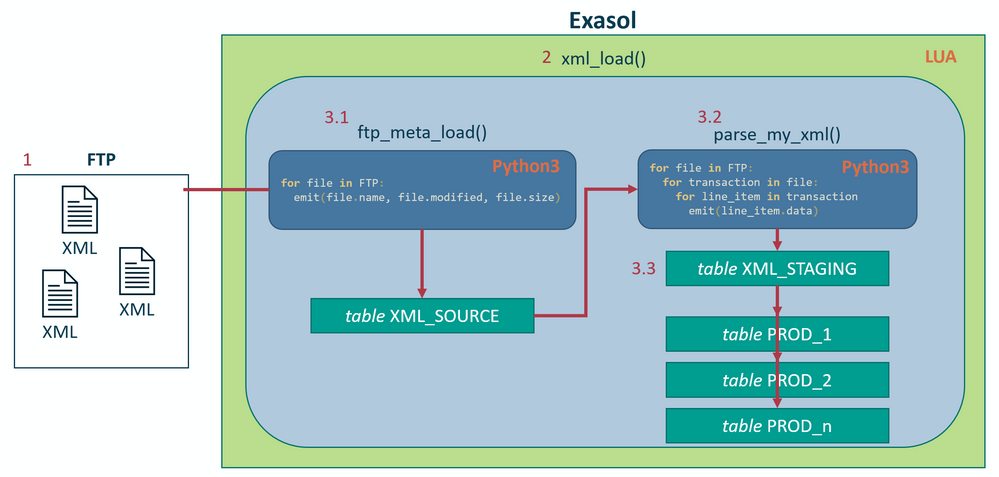 Exasol
2 xml_load()
LUA
3.1
ftp_meta_load()
3.2
parse_my_xml()
1 FTP
XML
XML
XML
Python3
for file in FTP:
emit(file.name, file.modified, file.size)
Python3
for file in FTP:
for transaction in file:
for line_item in transaction
emit(line_item.data)
table XML_SOURCE
3.3 table XML_STAGING
table PROD_1
table PROD_2
table PROD_n